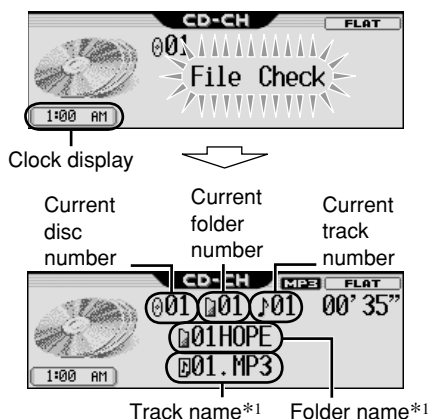 CD-CH FLAT
01
File Check
1:00 AM
Clock display
Current disc number
Current folder number
Current track number
CD-CH MP3 FLAT
01 01 01 00'35"
01HOPE
01.MP3
1:00 AM
Track name*1 Folder name*1